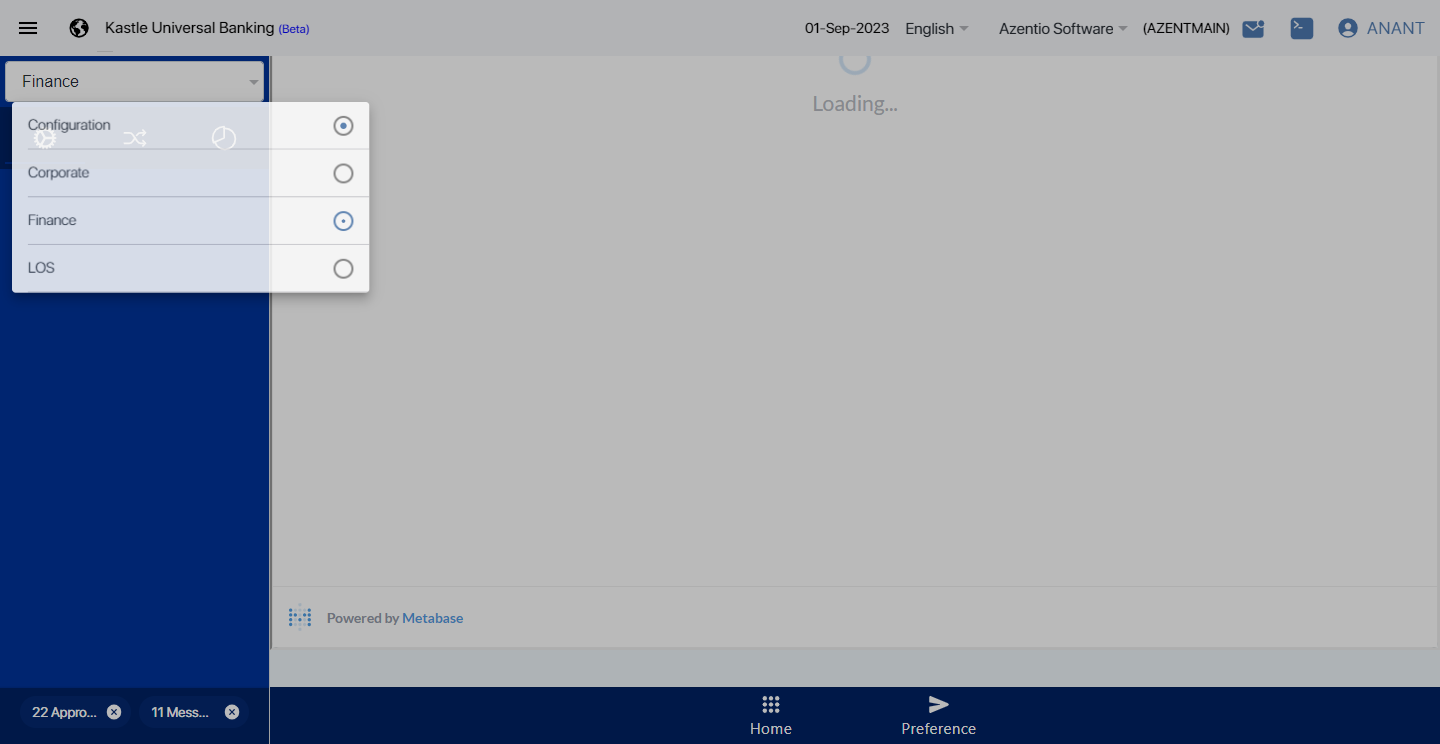 Kastle Universal Banking (Beta)
01-Sep-2023
English
Azentio Software
(AZENTMAIN)
ANANT
Finance
Configuration
Corporate
Finance
LOS
Loading...
Powered by Metabase
22 Appro...
11 Mess...
Home
Preference